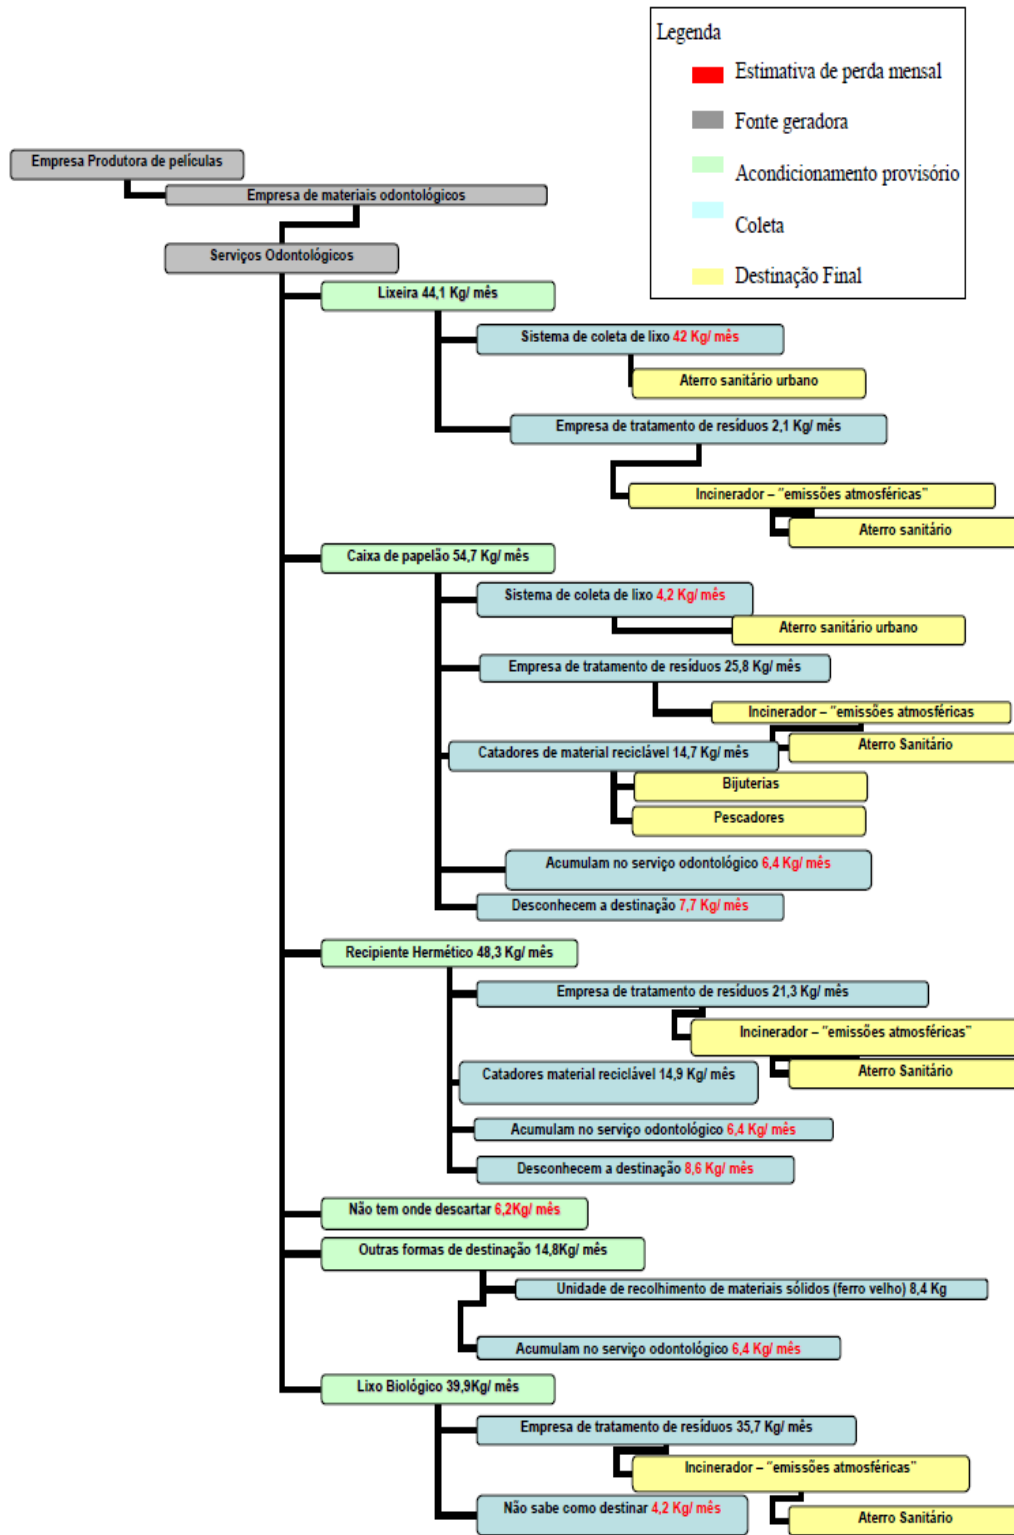 Legenda
Estimativa de perda mensal
Fonte geradora
Acondicionamento provisório
Coleta
Destinação Final
Empresa Produtora de películas
Empresa de materiais odontológicos
Serviços Odontológicos
Lixeira 44,1 Kg/ mês
Sistema de coleta de lixo 42 Kg/ mês
Aterro sanitário urbano
Empresa de tratamento de resíduos 2,1 Kg/ mês
Incinerador – “emissões atmosféricas”
Aterro sanitário
Caixa de papelão 54,7 Kg/ mês
Sistema de coleta de lixo 4,2 Kg/ mês
Aterro sanitário urbano
Empresa de tratamento de resíduos 25,8 Kg/ mês
Incinerador – “emissões atmosféricas
Aterro Sanitário
Catadores de material reciclável 14,7 Kg/ mês
Bijuterias
Pescadores
Acumulam no serviço odontológico 6,4 Kg/ mês
Desconhecem a destinação 7,7 Kg/ mês
Recipiente Hermético 48,3 Kg/ mês
Empresa de tratamento de resíduos 21,3 Kg/ mês
Incinerador – “emissões atmosféricas”
Aterro Sanitário
Catadores material reciclável 14,9 Kg/ mês
Acumulam no serviço odontológico 6,4 Kg/ mês
Desconhecem a destinação 8,6 Kg/ mês
Não tem onde descartar 6,2Kg/ mês
Outras formas de destinação 14,8Kg/ mês
Unidade de recolhimento de materiais sólidos (ferro velho) 8,4 Kg
Acumulam no serviço odontológico 6,4 Kg/ mês
Lixo Biológico 39,9Kg/ mês
Empresa de tratamento de resíduos 35,7 Kg/ mês
Incinerador – “emissões atmosféricas”
Não sabe como destinar 4,2 Kg/ mês
Aterro Sanitário